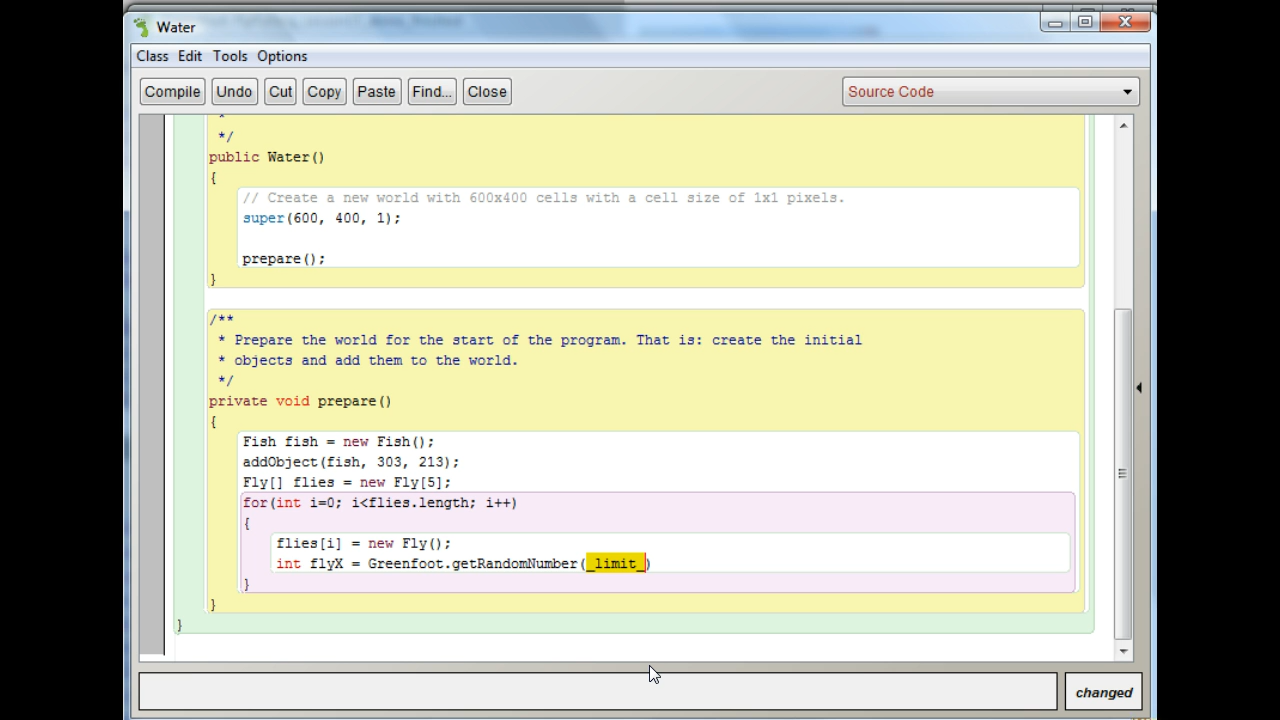 Water
Class Edit Tools Options
Compile Undo Cut Copy Paste Find... Close Source Code
*
*/
public Water()
{
// Create a new world with 600x400 cells with a cell size of 1x1 pixels.
super(600, 400, 1);
prepare();
}
/**
* Prepare the world for the start of the program. That is: create the initial
* objects and add them to the world.
*/
private void prepare()
{
Fish fish = new Fish();
addObject(fish, 303, 213);
Fly[] flies = new Fly[5];
for(int i=0; i<flies.length; i++)
{
flies[i] = new Fly();
int flyX = Greenfoot.getRandomNumber(_limit_)
}
}
}
changed